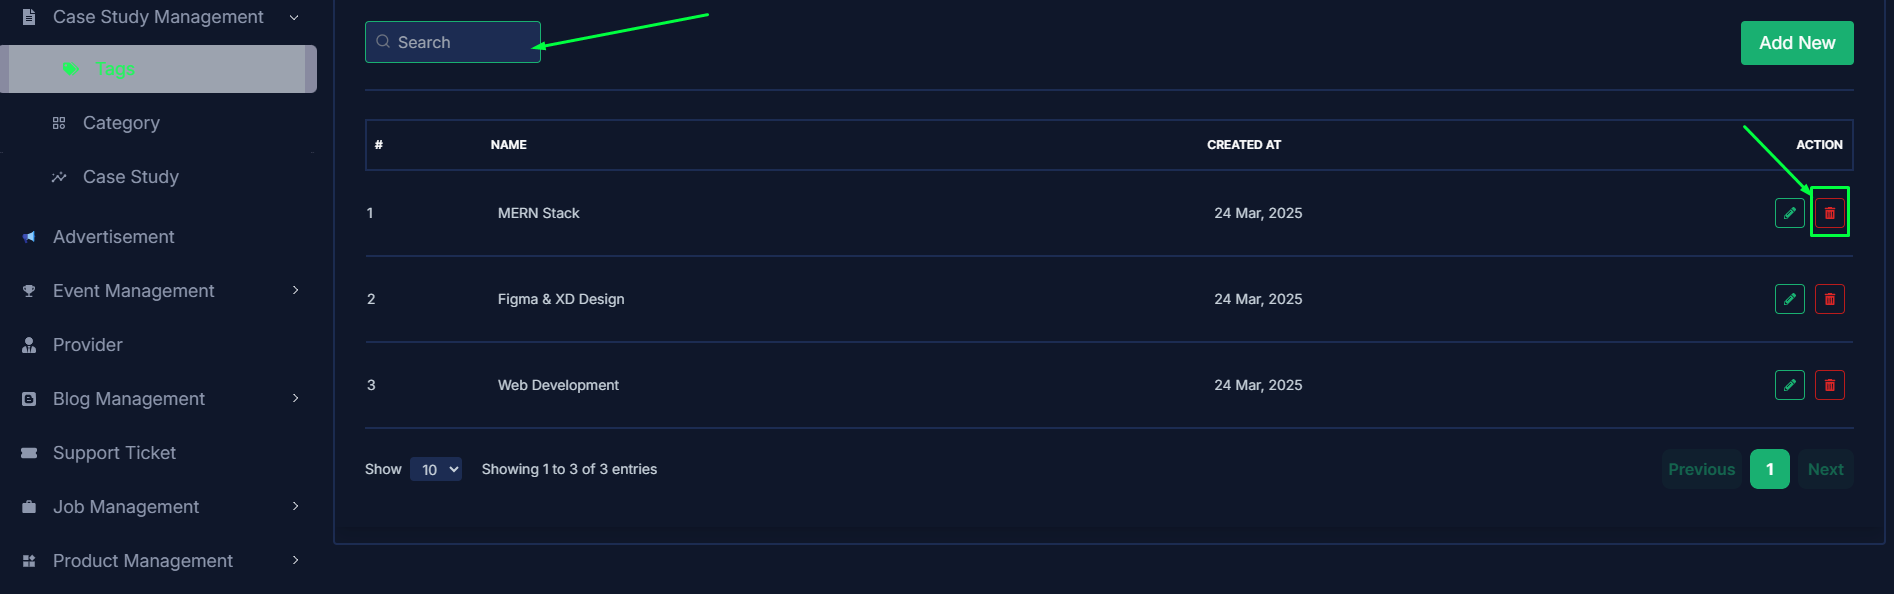 Case Study Management
Tags
Category
Case Study
Advertisement
Event Management
Provider
Blog Management
Support Ticket
Job Management
Product Management
Search
Add New
# NAME CREATED AT ACTION
1 MERN Stack 24 Mar, 2025
2 Figma & XD Design 24 Mar, 2025
3 Web Development 24 Mar, 2025
Show 10 Showing 1 to 3 of 3 entries Previous 1 Next